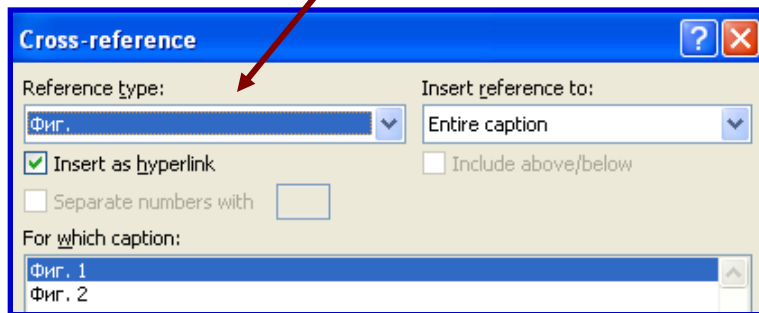 Cross-reference
Reference type:
Insert reference to:
Фиг.
Entire caption
Insert as hyperlink
Include above/below
Separate numbers with
For which caption:
Фиг. 1
Фиг. 2